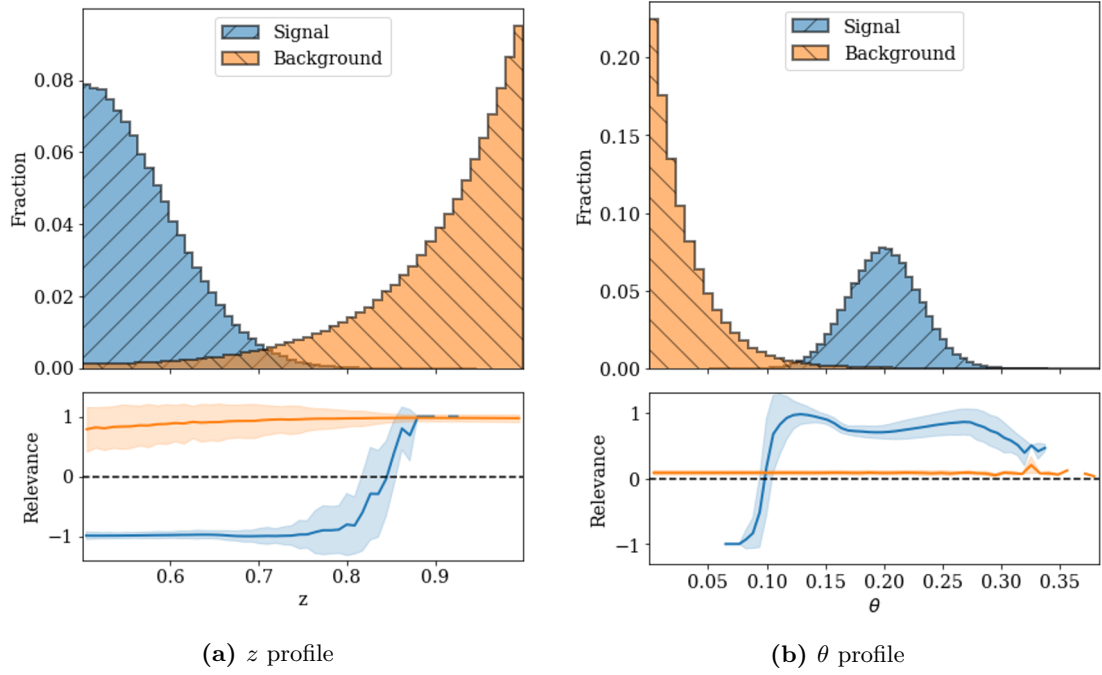 Signal
Background
Fraction
0.08
0.06
0.04
0.02
0.00
Relevance
1
0
−1
0.6 0.7 0.8 0.9
z
(a) z profile
Signal
Background
Fraction
0.20
0.15
0.10
0.05
0.00
Relevance
1
0
−1
0.05 0.10 0.15 0.20 0.25 0.30 0.35
θ
(b) θ profile